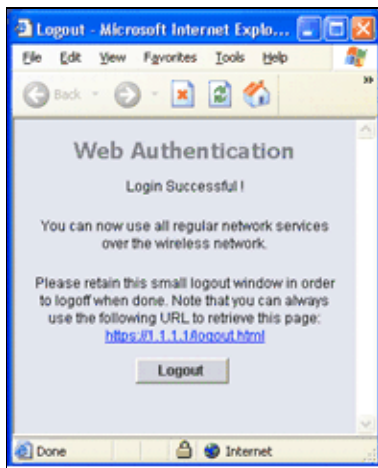 Logout - Microsoft Internet Explo...
File Edit View Favorites Tools Help
Back
Web Authentication
Login Successful !
You can now use all regular network services
over the wireless network.
Please retain this small logout window in order
to logoff when done. Note that you can always
use the following URL to retrieve this page:
https://1.1.1.1/logout.html
Logout
Done Internet